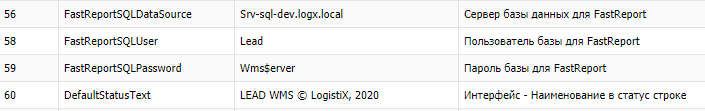 56 FastReportSQLDataSource Srv-sql-dev.logx.local Сервер базы данных для FastReport
58 FastReportSQLUser Lead Пользователь базы для FastReport
59 FastReportSQLPassword Wms$erver Пароль базы для FastReport
60 DefaultStatusText LEAD WMS © LogistiX, 2020 Интерфейс - Наименование в статус строке